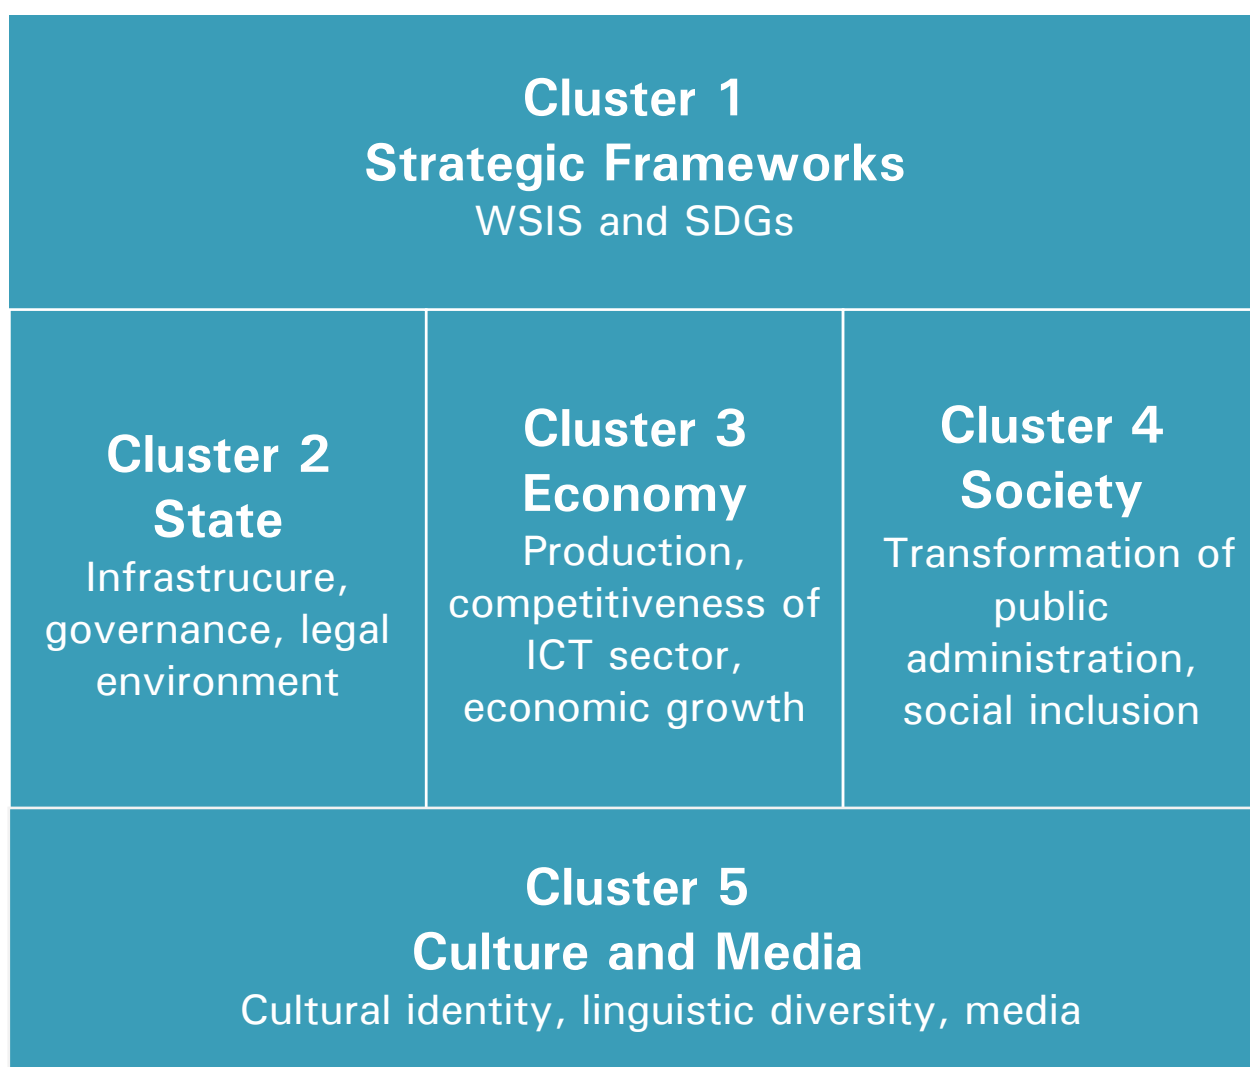 Cluster 1
Strategic Frameworks
WSIS and SDGs
Cluster 2
State
Infrastrucure,
governance, legal
environment
Cluster 3
Economy
Production,
competitiveness of
ICT sector,
economic growth
Cluster 4
Society
Transformation of
public
administration,
social inclusion
Cluster 5
Culture and Media
Cultural identity, linguistic diversity, media